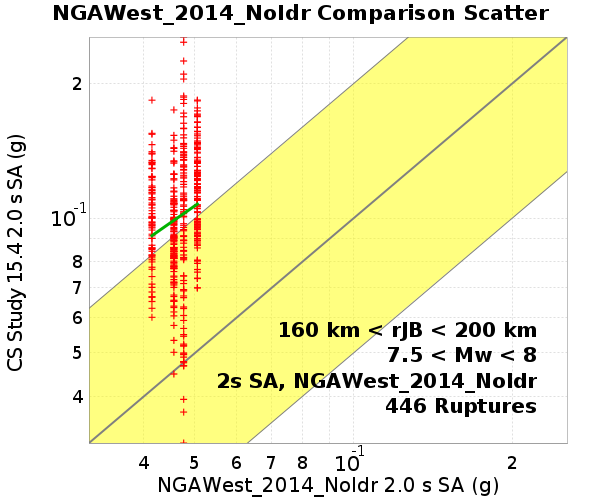 NGAWest_2014_NoIdr Comparison Scatter
CS Study 15.4 2.0 s SA (g)
2
10^-1
8
7
6
5
4
160 km < rJB < 200 km
7.5 < Mw < 8
2s SA, NGAWest_2014_NoIdr
446 Ruptures
4 5 6 7 8 10^-1 2
NGAWest_2014_NoIdr 2.0 s SA (g)